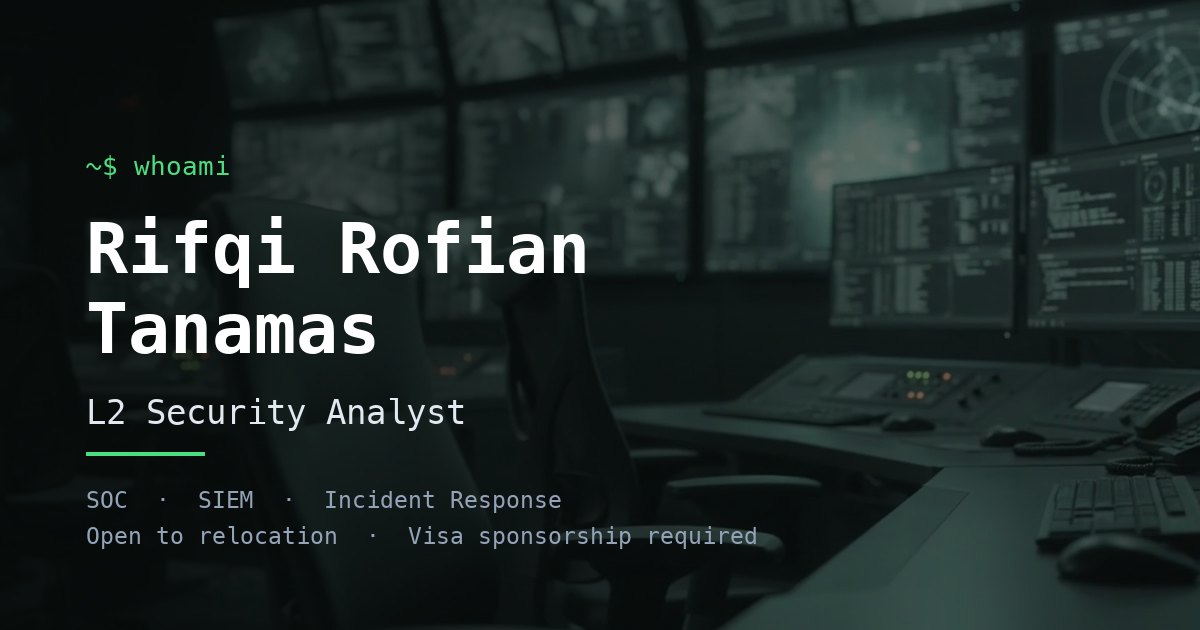 ~$ whoami
Rifqi Rofian
Tanamas
L2 Security Analyst
SOC · SIEM · Incident Response
Open to relocation · Visa sponsorship required